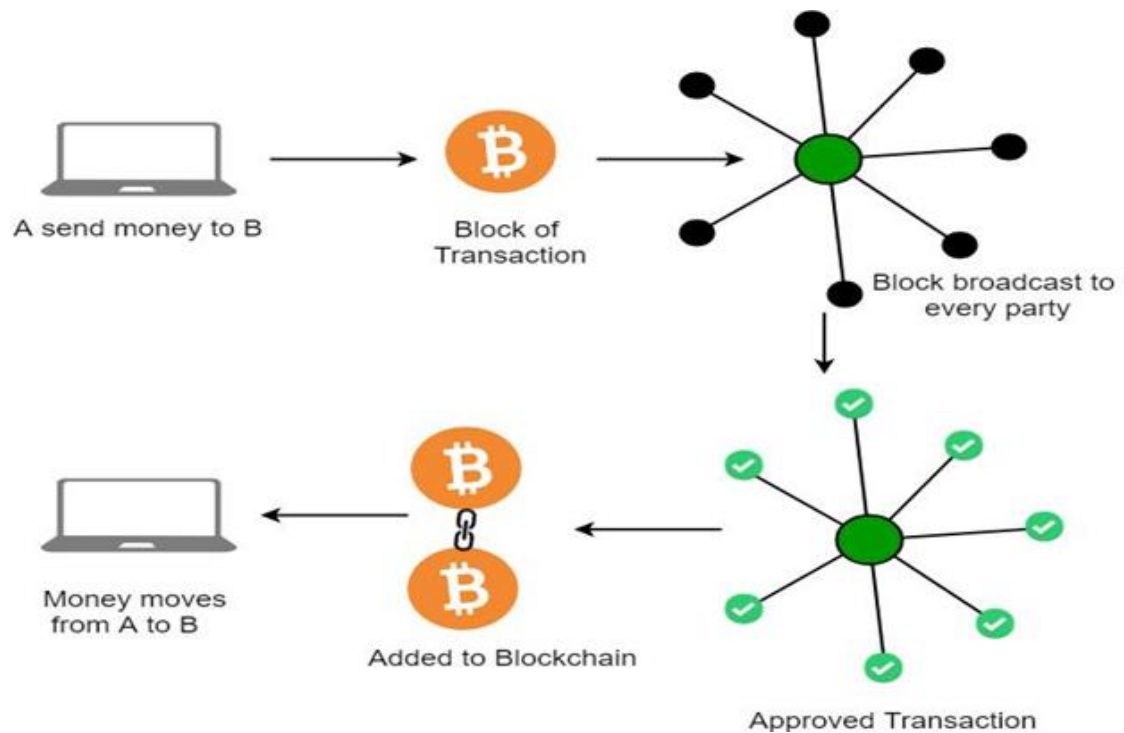 A send money to B
Block of
Transaction
Block broadcast to
every party
Money moves
from A to B
Added to Blockchain
Approved Transaction